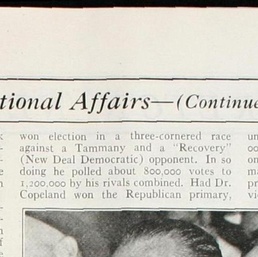 tional Affairs—(Continue
won election in a three-cornered race
against a Tammany and a "Recovery"
(New Deal Democratic) opponent. In so
doing he polled about 800,000 votes to
1,200,000 by his rivals combined. Had Dr.
Copeland won the Republican primary,